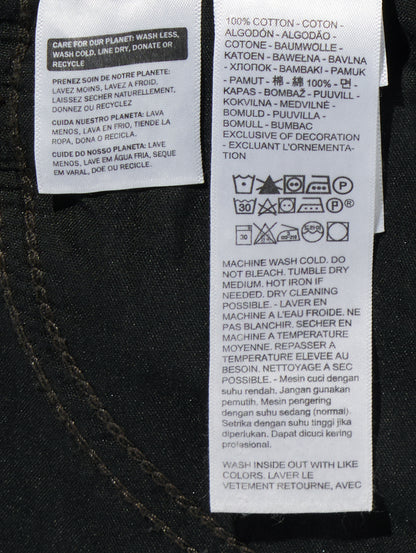 CARE FOR OUR PLANET: WASH LESS,
WASH COLD, LINE DRY, DONATE OR
RECYCLE
PRENEZ SOIN DE NOTRE PLANETE:
LAVEZ MOINS, LAVEZ A FROID,
LAISSEZ SECHER NATURELLEMENT,
DONNEZ OU RECYCLEZ
CUIDA NUESTRO PLANETA: LAVA
MENOS, LAVA EN FRIO, TIENDE LA
ROPA, DONA O RECICLA.
CUIDE DO NOSSO PLANETA: LAVE
MENOS, LAVE EM ÁGUA FRIA, SEQUE
EM VARAL, DOE OU RECICLE.
100% COTTON - COTON -
ALGODÓN - ALGODÃO -
COTONE - BAUMWOLLE -
KATOEN - BAWEŁNA - BAVLNA
- ХЛОПОК - BAMBAKI - PAMUK
- PAMUT - 棉 - 綿 100% - 면 -
KAPAS - BOMBAŽ - PUUVILL -
KOKVILNA - MEDVILNĖ -
BOMULD - PUUVILLA -
BOMULL - BUMBAC
EXCLUSIVE OF DECORATION
- EXCLUANT L'ORNEMENTA-
TION
P
30 P®
30
MACHINE WASH COLD. DO
NOT BLEACH. TUMBLE DRY
MEDIUM. HOT IRON IF
NEEDED. DRY CLEANING
POSSIBLE. - LAVER EN
MACHINE A L'EAU FROIDE. NE
PAS BLANCHIR. SECHER EN
MACHINE A TEMPERATURE
MOYENNE. REPASSER A
TEMPERATURE ELEVEE AU
BESOIN. NETTOYAGE A SEC
POSSIBLE. - Mesin cuci dengan
suhu rendah. Jangan gunakan
pemutih. Mesin pengering
dengan suhu sedang (normal).
Setrika dengan suhu tinggi jika
diperlukan. Dapat dicuci kering
profesional.
WASH INSIDE OUT WITH LIKE
COLORS. LAVER LE
VETEMENT RETOURNE, AVEC